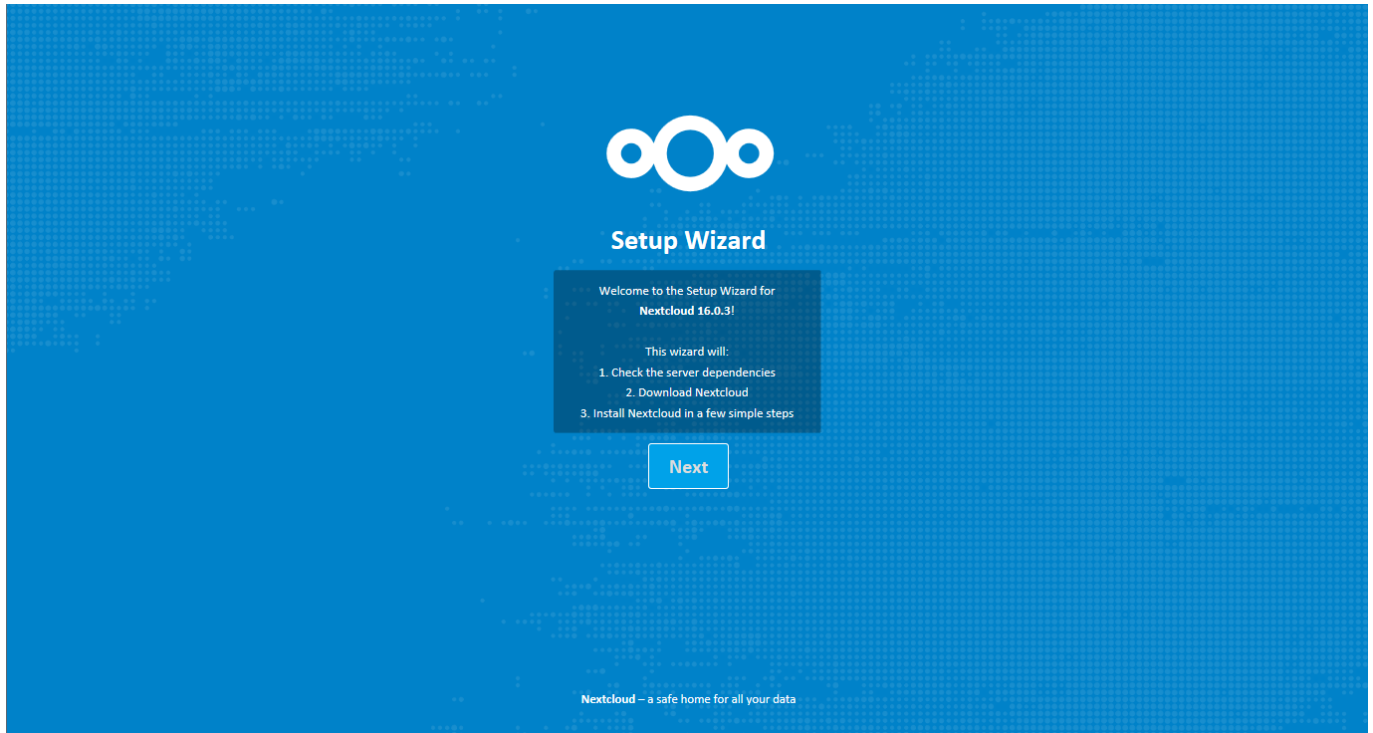 Setup Wizard
Welcome to the Setup Wizard for
Nextcloud 16.0.3!
This wizard will:
1. Check the server dependencies
2. Download Nextcloud
3. Install Nextcloud in a few simple steps
Next
Nextcloud – a safe home for all your data